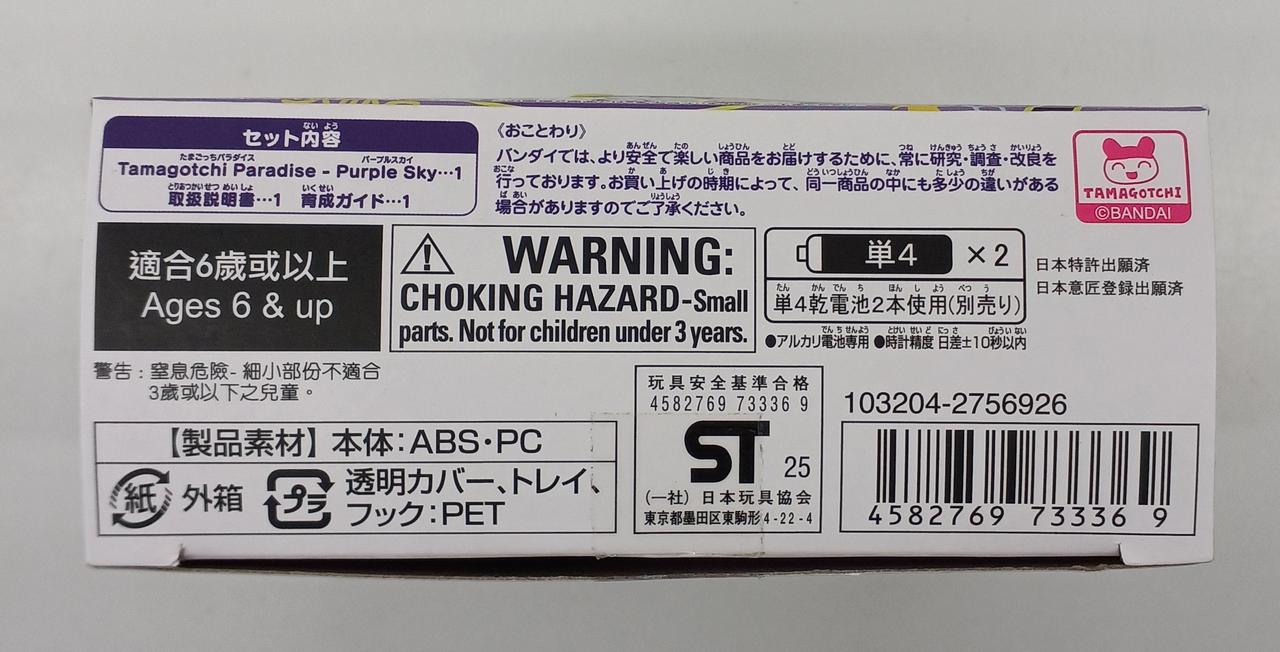 セット内容
Tamagotchi Paradise - Purple Sky…1
取扱説明書…1 育成ガイド…1
《おことわり》
バンダイでは、より安全で楽しい商品をお届けするために、常に研究・調査・改良を
行っております。お買い上げの時期によって、同一商品の中にも多少の違いがある
場合がありますのでご了承ください。
TAMAGOTCHI
©BANDAI
適合6歲或以上
Ages 6 & up
WARNING:
CHOKING HAZARD-Small
parts. Not for children under 3 years.
単4 ×2
単4乾電池2本使用(別売り)
●アルカリ電池専用 ●時計精度 日差±10秒以内
日本特許出願済
日本意匠登録出願済
警告：窒息危險- 細小部份不適合
3歲或以下之兒童。
【製品素材】本体：ABS・PC
紙 外箱
プラ 透明カバー、トレイ、
フック：PET
玩具安全基準合格
4582769 73336 9
ST 25
(一社) 日本玩具協会
東京都墨田区東駒形4-22-4
103204-2756926
4582769 73336 9